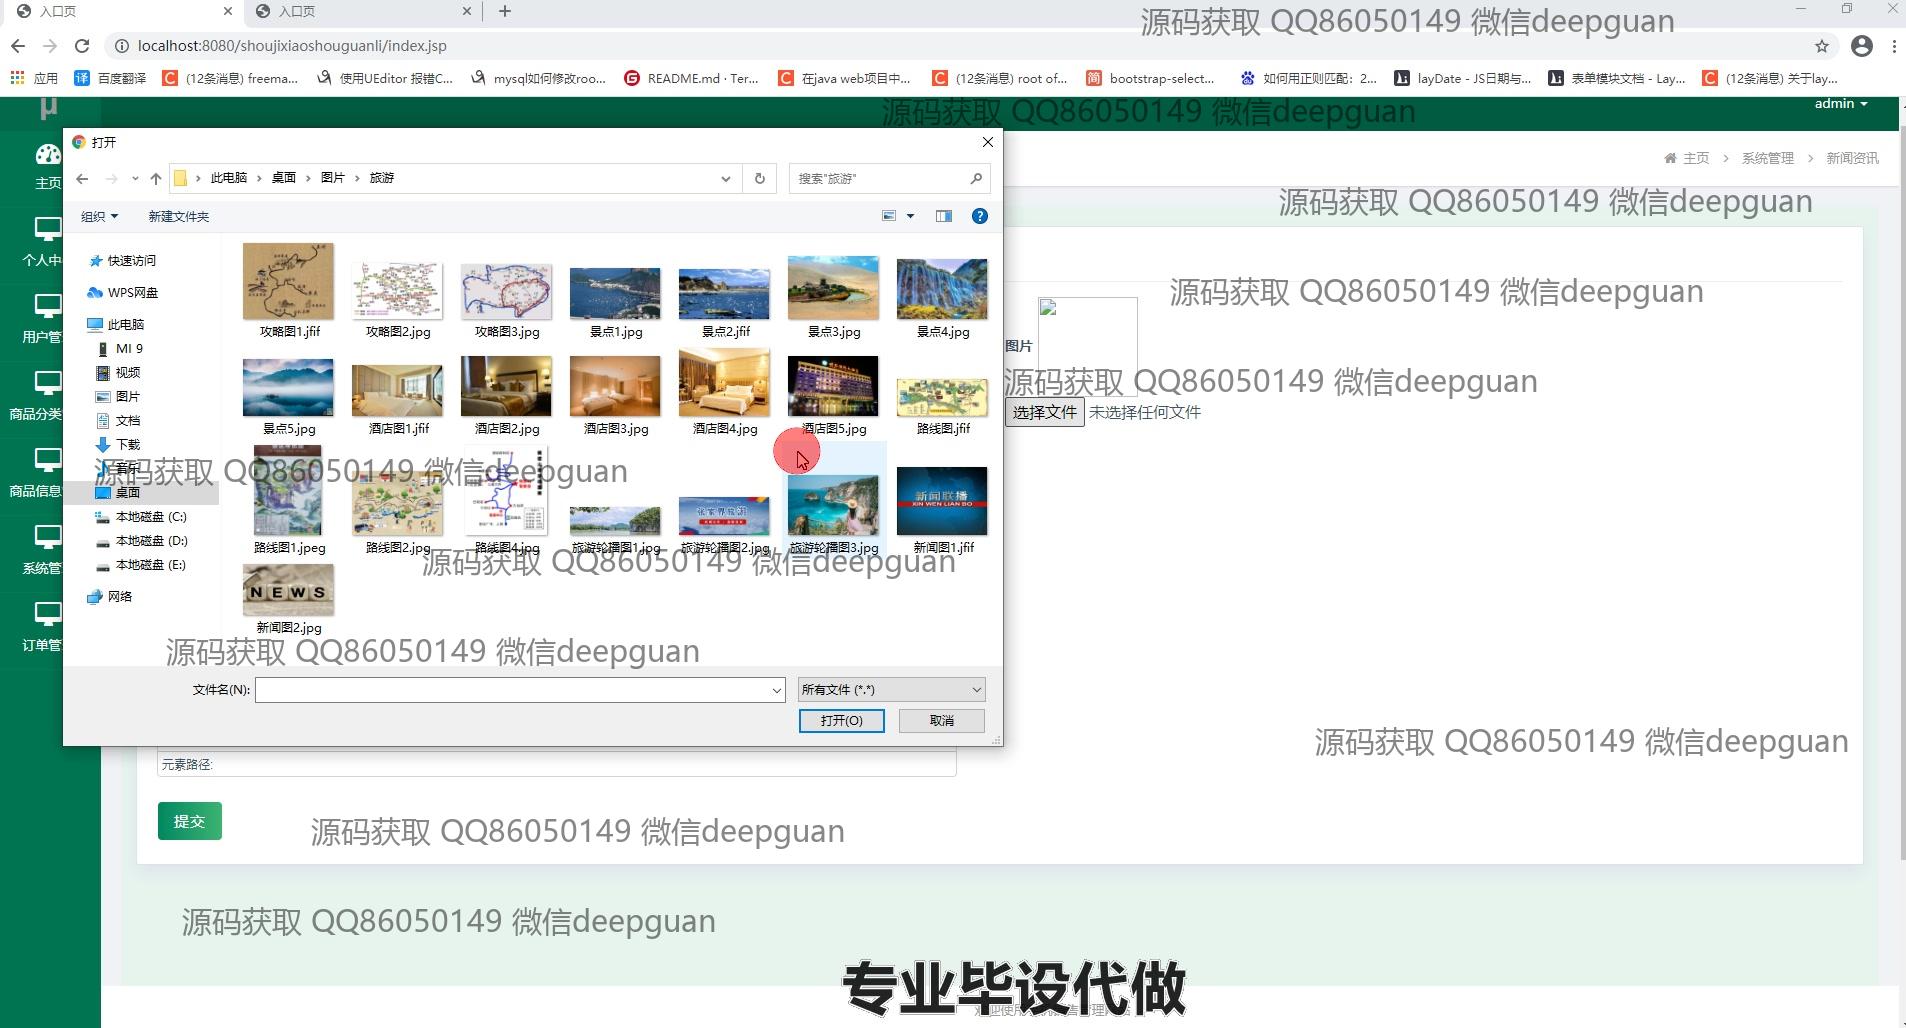 入口页
入口页
源码获取 QQ86050149 微信deepguan
localhost:8080/shoujixiaoshouguanli/index.jsp
应用
百度翻译
(12条消息) freema...
使用UEditor 报错C...
mysql如何修改roo...
README.md · Ter...
在java web项目中...
(12条消息) root of...
bootstrap-select...
如何用正则匹配：2...
layDate - JS日期与...
表单模块文档 - Lay...
(12条消息) 关于lay...
源码获取 QQ86050149 微信deepguan
admin
打开
主页
系统管理
新闻资讯
此电脑
桌面
图片
旅游
搜索"旅游"
源码获取 QQ86050149 微信deepguan
组织
新建文件夹
主页
个人中
用户管
商品分类
商品信息
系统管
订单管
快速访问
WPS网盘
此电脑
MI 9
视频
图片
文档
下载
音乐
桌面
本地磁盘 (C:)
本地磁盘 (D:)
本地磁盘 (E:)
网络
攻略图1.jfif
攻略图2.jpg
攻略图3.jpg
景点1.jpg
景点2.jfif
景点3.jpg
景点4.jpg
源码获取 QQ86050149 微信deepguan
图片
源码获取 QQ86050149 微信deepguan
选择文件
未选择任何文件
景点5.jpg
酒店图1.jfif
酒店图2.jpg
酒店图3.jpg
酒店图4.jpg
酒店图5.jpg
路线图.jfif
源码获取 QQ86050149 微信deepguan
张家界旅游
新闻联播
XIN WEN LIAN BO
路线图1.jpeg
路线图2.jpg
路线图4.jpg
旅游轮播图1.jpg
旅游轮播图2.jpg
旅游轮播图3.jpg
新闻图1.jfif
源码获取 QQ86050149 微信deepguan
NEWS
新闻图2.jpg
源码获取 QQ86050149 微信deepguan
文件名(N):
所有文件 (*.*)
打开(O)
取消
源码获取 QQ86050149 微信deepguan
元素路径:
提交
源码获取 QQ86050149 微信deepguan
源码获取 QQ86050149 微信deepguan
专业毕设代做